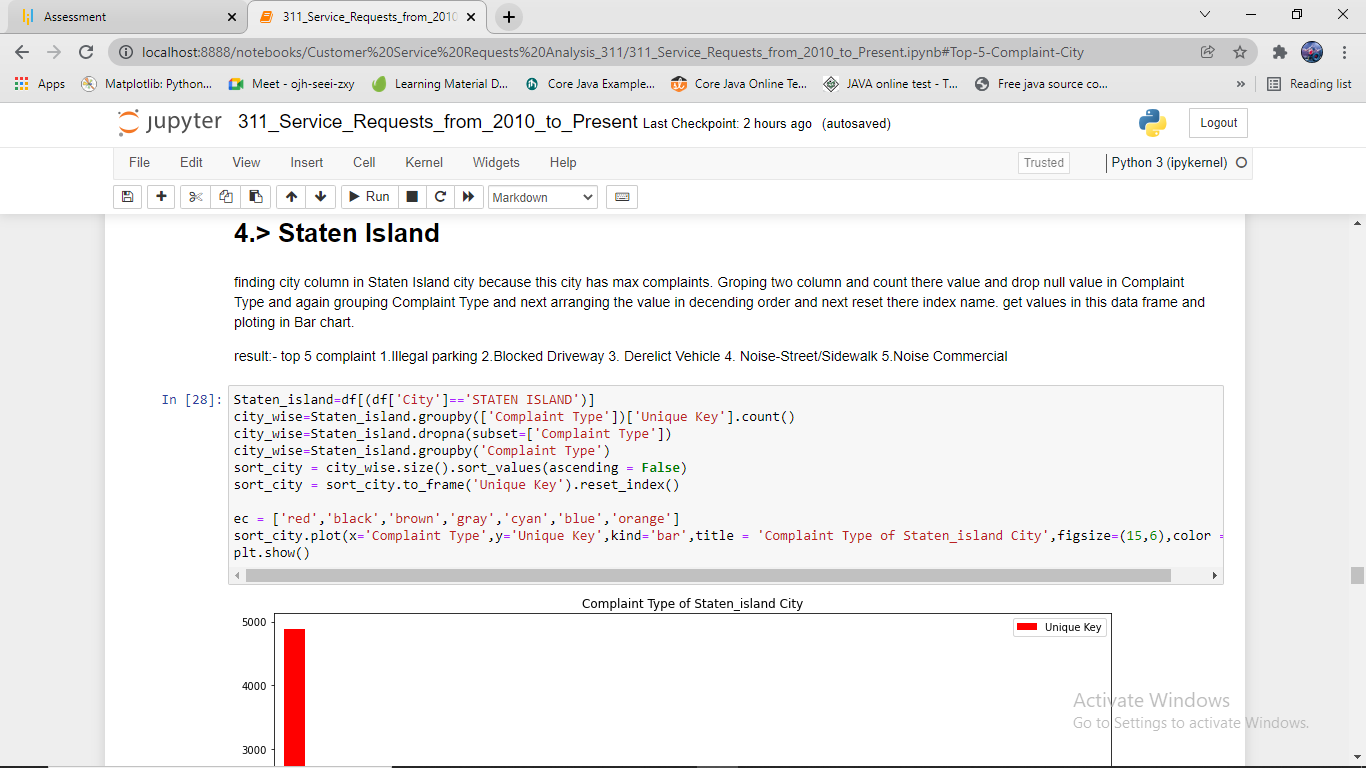 Assessment
311_Service_Requests_from_2010
localhost:8888/notebooks/Customer%20Service%20Requests%20Analysis_311/311_Service_Requests_from_2010_to_Present.ipynb#Top-5-Complaint-City
Apps
Matplotlib: Python...
Meet - ojh-seei-zxy
Learning Material D...
Core Java Example...
Core Java Online Te...
JAVA online test - T...
Free java source co...
»
Reading list
jupyter 311_Service_Requests_from_2010_to_Present Last Checkpoint: 2 hours ago (autosaved)
Logout
File Edit View Insert Cell Kernel Widgets Help
Trusted
Python 3 (ipykernel)
Run
Markdown
4.> Staten Island
finding city column in Staten Island city because this city has max complaints. Groping two column and count there value and drop null value in Complaint
Type and again grouping Complaint Type and next arranging the value in decending order and next reset there index name. get values in this data frame and
ploting in Bar chart.
result:- top 5 complaint 1.Illegal parking 2.Blocked Driveway 3. Derelict Vehicle 4. Noise-Street/Sidewalk 5.Noise Commercial
In [28]:
Staten_island=df[(df['City']=='STATEN ISLAND')]
city_wise=Staten_island.groupby(['Complaint Type'])['Unique Key'].count()
city_wise=Staten_island.dropna(subset=['Complaint Type'])
city_wise=Staten_island.groupby('Complaint Type')
sort_city = city_wise.size().sort_values(ascending = False)
sort_city = sort_city.to_frame('Unique Key').reset_index()
ec = ['red','black','brown','gray','cyan','blue','orange']
sort_city.plot(x='Complaint Type',y='Unique Key',kind='bar',title = 'Complaint Type of Staten_island City',figsize=(15,6),color =
plt.show()
Complaint Type of Staten_island City
5000
Unique Key
4000
Activate Windows
Go to Settings to activate Windows.
3000